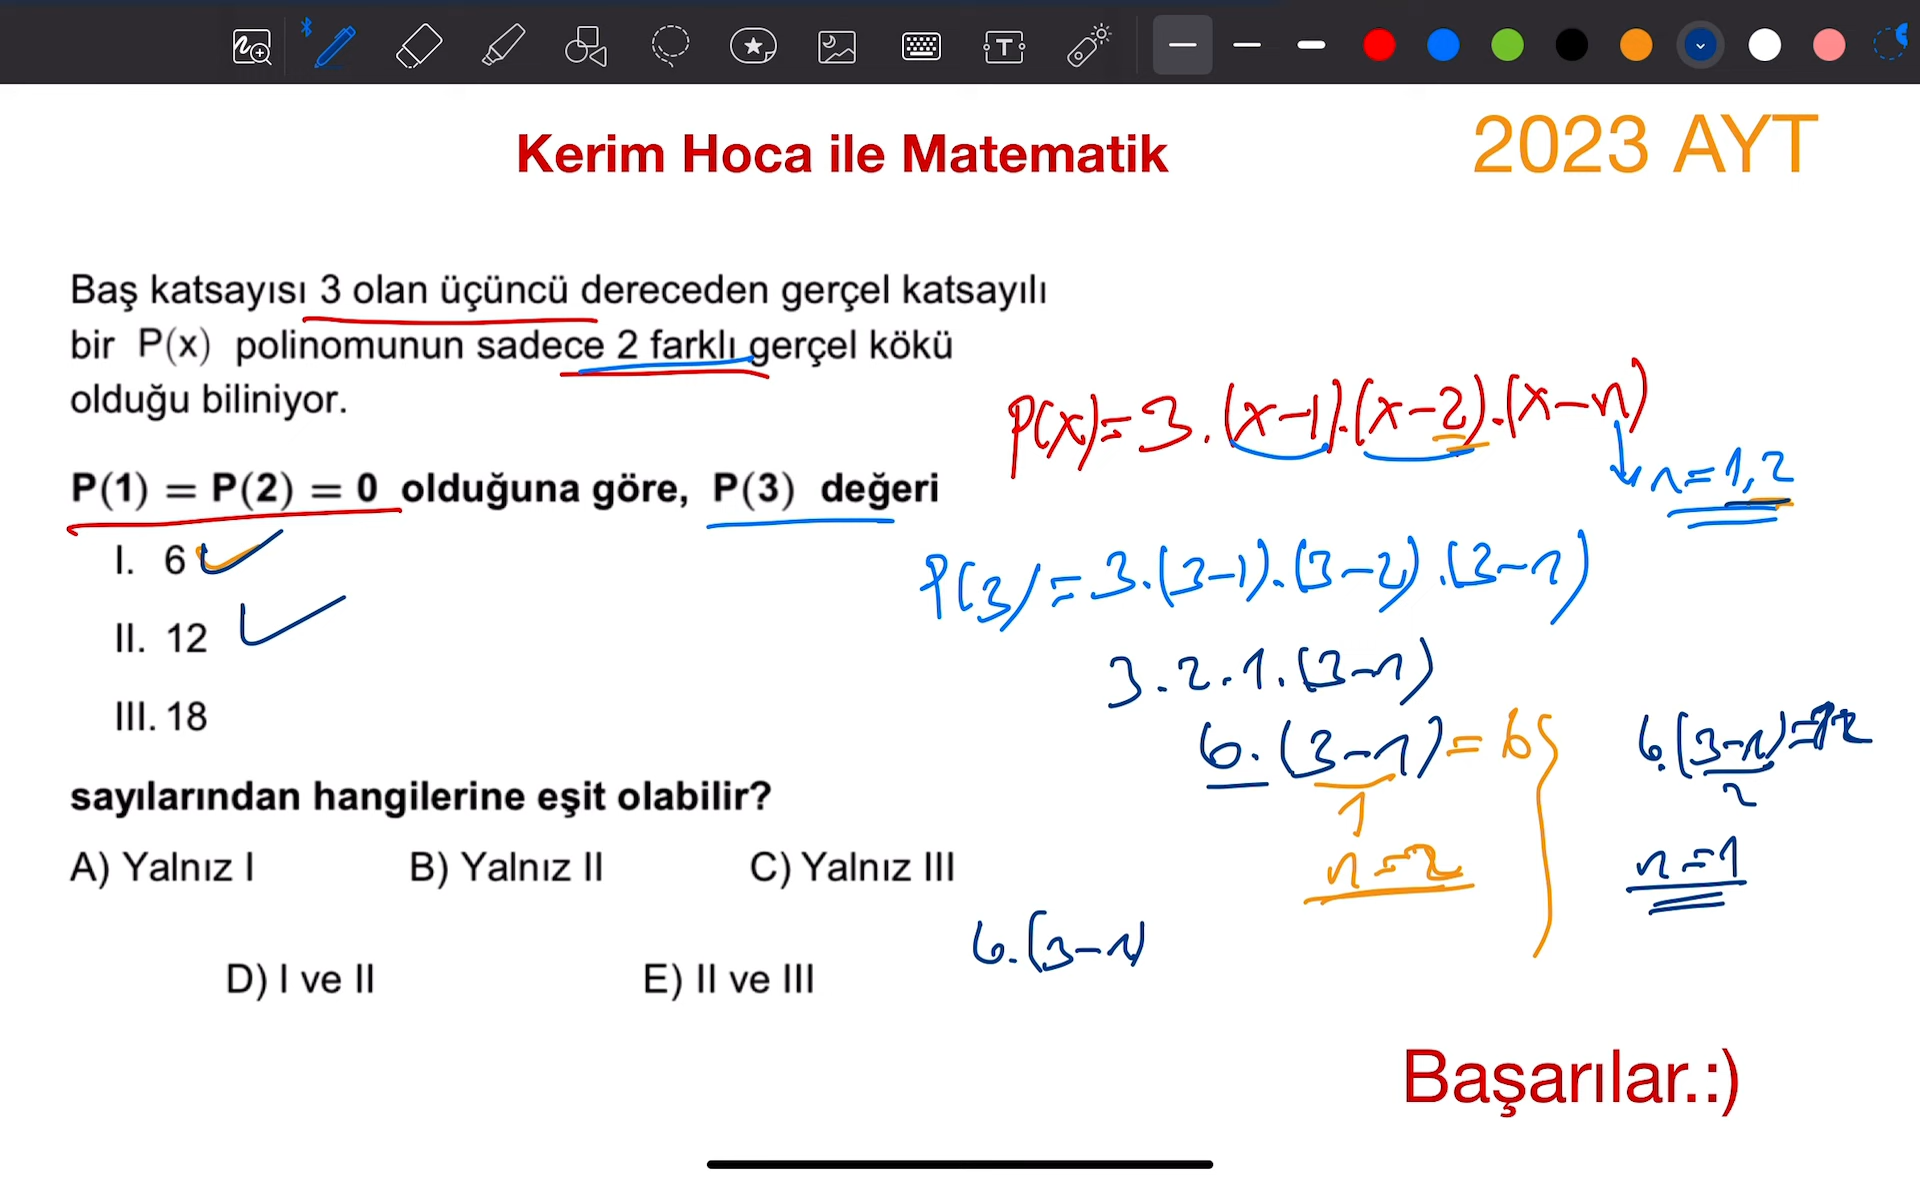 Kerim Hoca ile Matematik
2023 AYT
Baş katsayısı 3 olan üçüncü dereceden gerçel katsayılı
bir P(x) polinomunun sadece 2 farklı gerçel kökü
olduğu biliniyor.
P(1) = P(2) = 0 olduğuna göre, P(3) değeri
I. 6
II. 12
III. 18
sayılarından hangilerine eşit olabilir?
A) Yalnız I
B) Yalnız II
C) Yalnız III
D) I ve II
E) II ve III
P(x)=3.(x-1).(x-2).(x-n)
n=1,2
P(3)=3.(3-1).(3-2).(3-n)
3.2.1.(3-n)
6.(3-n)=6
1
n=2
6.(3-n)=12
2
n=1
6.(3-n)
Başarılar.:)